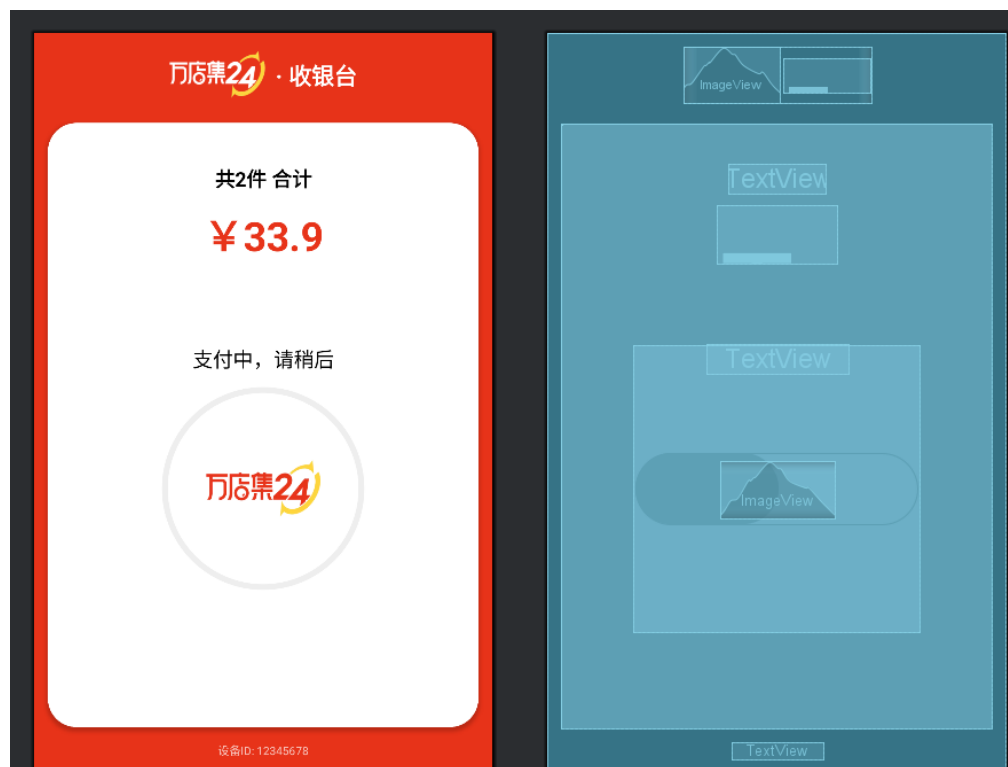 万店集24 · 收银台
共2件 合计
￥33.9
支付中，请稍后
万店集24
设备ID: 12345678
ImageView
TextView
TextView
ImageView
TextView